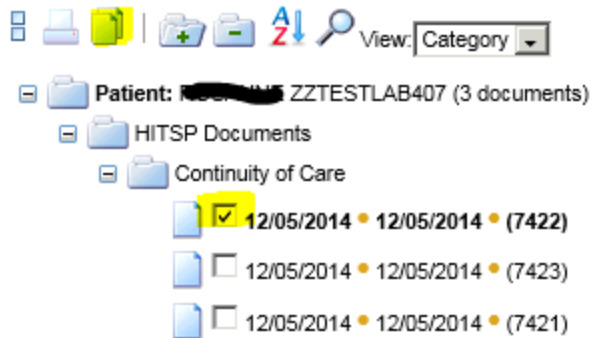 A
Z
View: Category
Patient: ZZTESTLAB407 (3 documents)
HITSP Documents
Continuity of Care
12/05/2014 • 12/05/2014 • (7422)
12/05/2014 • 12/05/2014 • (7423)
12/05/2014 • 12/05/2014 • (7421)